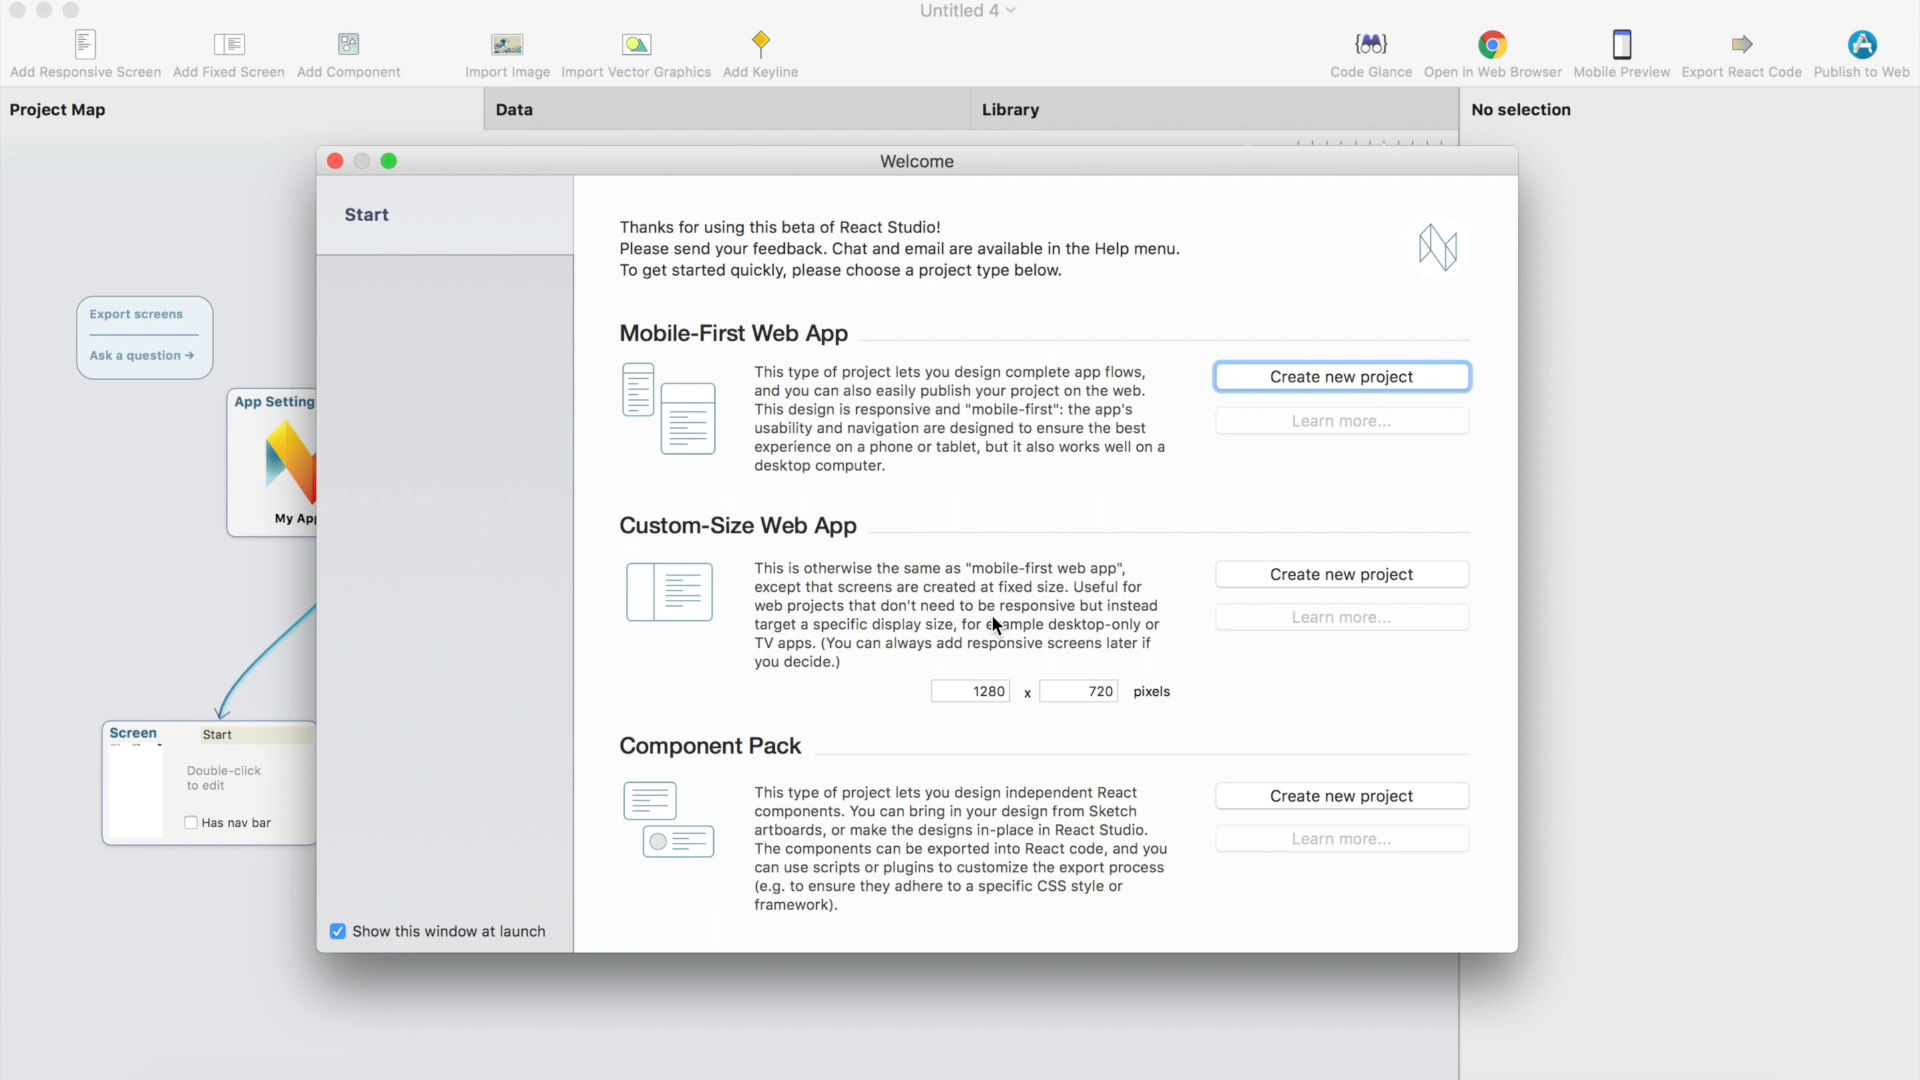 Untitled 4
Add Responsive Screen
Add Fixed Screen
Add Component
Import Image
Import Vector Graphics
Add Keyline
Code Glance
Open in Web Browser
Mobile Preview
Export React Code
Publish to Web
Project Map
Data
Library
No selection
Welcome
Start
Thanks for using this beta of React Studio!
Please send your feedback. Chat and email are available in the Help menu.
To get started quickly, please choose a project type below.
Export screens
Ask a question →
App Setting
My App
Screen
Start
Double-click
to edit
Has nav bar
Mobile-First Web App
This type of project lets you design complete app flows,
and you can also easily publish your project on the web.
This design is responsive and "mobile-first": the app's
usability and navigation are designed to ensure the best
experience on a phone or tablet, but it also works well on a
desktop computer.
Create new project
Learn more...
Custom-Size Web App
This is otherwise the same as "mobile-first web app",
except that screens are created at fixed size. Useful for
web projects that don't need to be responsive but instead
target a specific display size, for example desktop-only or
TV apps. (You can always add responsive screens later if
you decide.)
1280 x 720 pixels
Create new project
Learn more...
Component Pack
This type of project lets you design independent React
components. You can bring in your design from Sketch
artboards, or make the designs in-place in React Studio.
The components can be exported into React code, and you
can use scripts or plugins to customize the export process
(e.g. to ensure they adhere to a specific CSS style or
framework).
Create new project
Learn more...
Show this window at launch